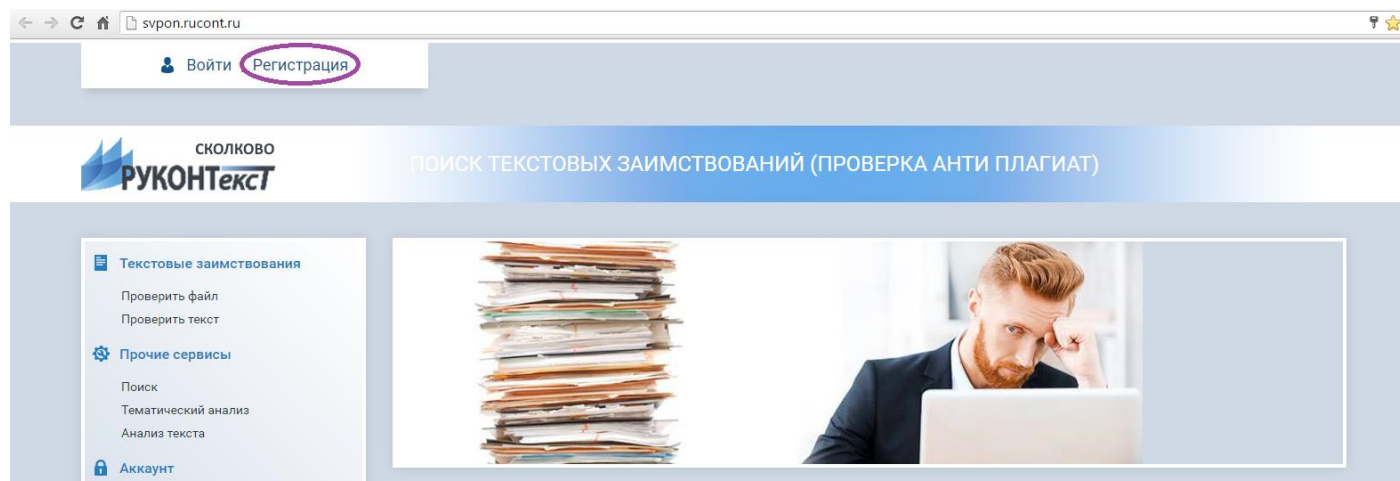 svpon.rucont.ru
Войти Регистрация
СКОЛКОВО
РУКОНТекст
ПОИСК ТЕКСТОВЫХ ЗАИМСТВОВАНИЙ (ПРОВЕРКА АНТИ ПЛАГИАТ)
Текстовые заимствования
Проверить файл
Проверить текст
Прочие сервисы
Поиск
Тематический анализ
Анализ текста
Аккаунт